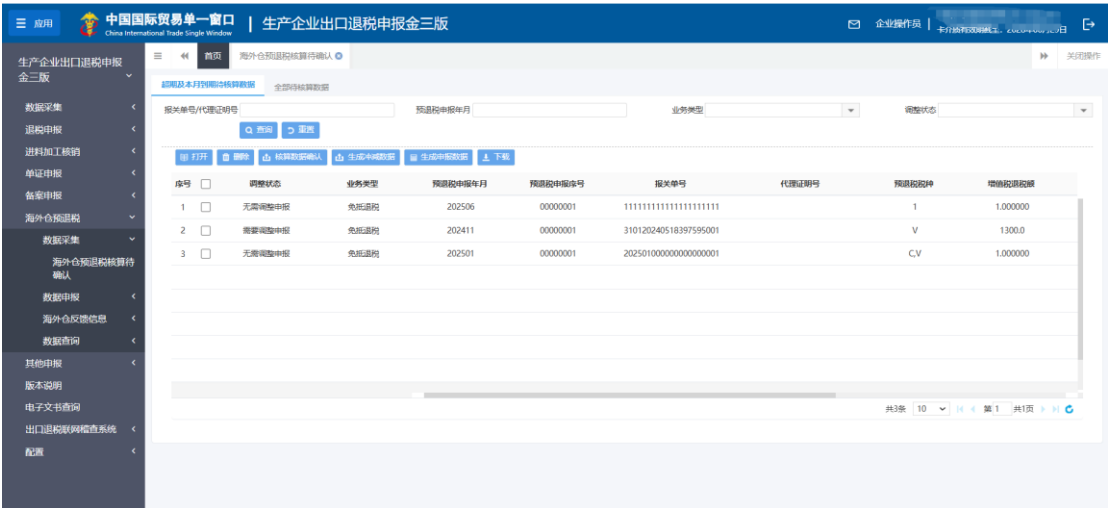 应用
中国国际贸易单一窗口
China International Trade Single Window
生产企业出口退税申报金三版
企业操作员
生产企业出口退税申报
金三版
首页
海外仓预退税核算待确认
关闭操作
超期及本月到期待核算数据
全部待核算数据
数据采集
退税申报
进料加工核销
单证申报
备案申报
海外仓预退税
数据采集
海外仓预退税核算待
确认
数据申报
海外仓反馈信息
数据查询
其他申报
版本说明
电子文书查询
出口退税联网稽查系统
配置
报关单号/代理证明号
预退税申报年月
业务类型
调整状态
查询
重置
打开
删除
核算数据确认
生成冲减数据
生成申报数据
下载
序号 调整状态 业务类型 预退税申报年月 预退税申报序号 报关单号 代理证明号 预退税税种 增值税退税额
1 无需调整申报 免抵退税 202506 00000001 111111111111111111111 1 1.000000
2 需要调整申报 免抵退税 202411 00000001 310120240518397595001 V 1300.0
3 无需调整申报 免抵退税 202501 00000001 202501000000000000001 C,V 1.000000
共3条 10 第 1 共1页